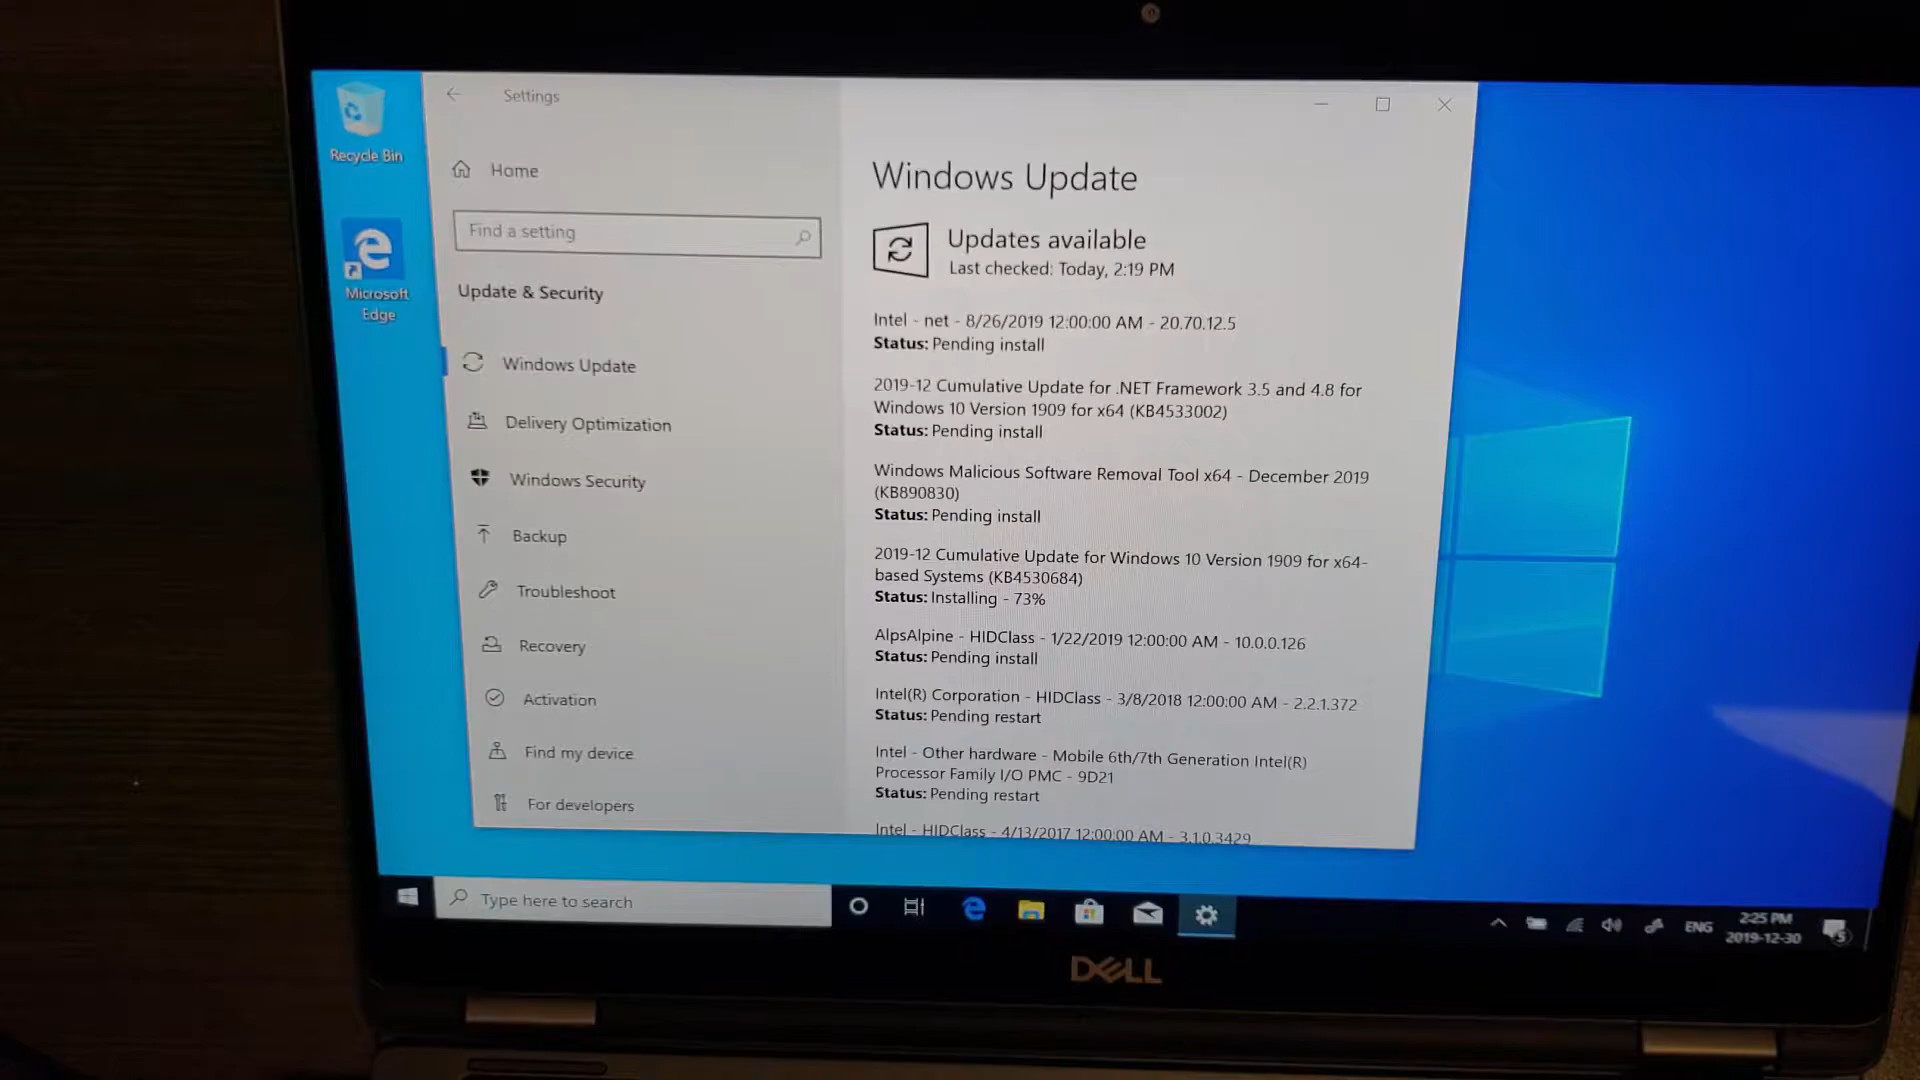 Recycle Bin
Microsoft
Edge
Settings
Home
Find a setting
Update & Security
Windows Update
Delivery Optimization
Windows Security
Backup
Troubleshoot
Recovery
Activation
Find my device
For developers
Windows Update
Updates available
Last checked: Today, 2:19 PM
Intel - net - 8/26/2019 12:00:00 AM - 20.70.12.5
Status: Pending install
2019-12 Cumulative Update for .NET Framework 3.5 and 4.8 for
Windows 10 Version 1909 for x64 (KB4533002)
Status: Pending install
Windows Malicious Software Removal Tool x64 - December 2019
(KB890830)
Status: Pending install
2019-12 Cumulative Update for Windows 10 Version 1909 for x64-
based Systems (KB4530684)
Status: Installing - 73%
AlpsAlpine - HIDClass - 1/22/2019 12:00:00 AM - 10.0.0.126
Status: Pending install
Intel(R) Corporation - HIDClass - 3/8/2018 12:00:00 AM - 2.2.1.372
Status: Pending restart
Intel - Other hardware - Mobile 6th/7th Generation Intel(R)
Processor Family I/O PMC - 9D21
Status: Pending restart
Intel - HIDClass - 4/13/2017 12:00:00 AM - 3.1.0.3429
Type here to search
ENG
2:25 PM
2019-12-30
5
DELL